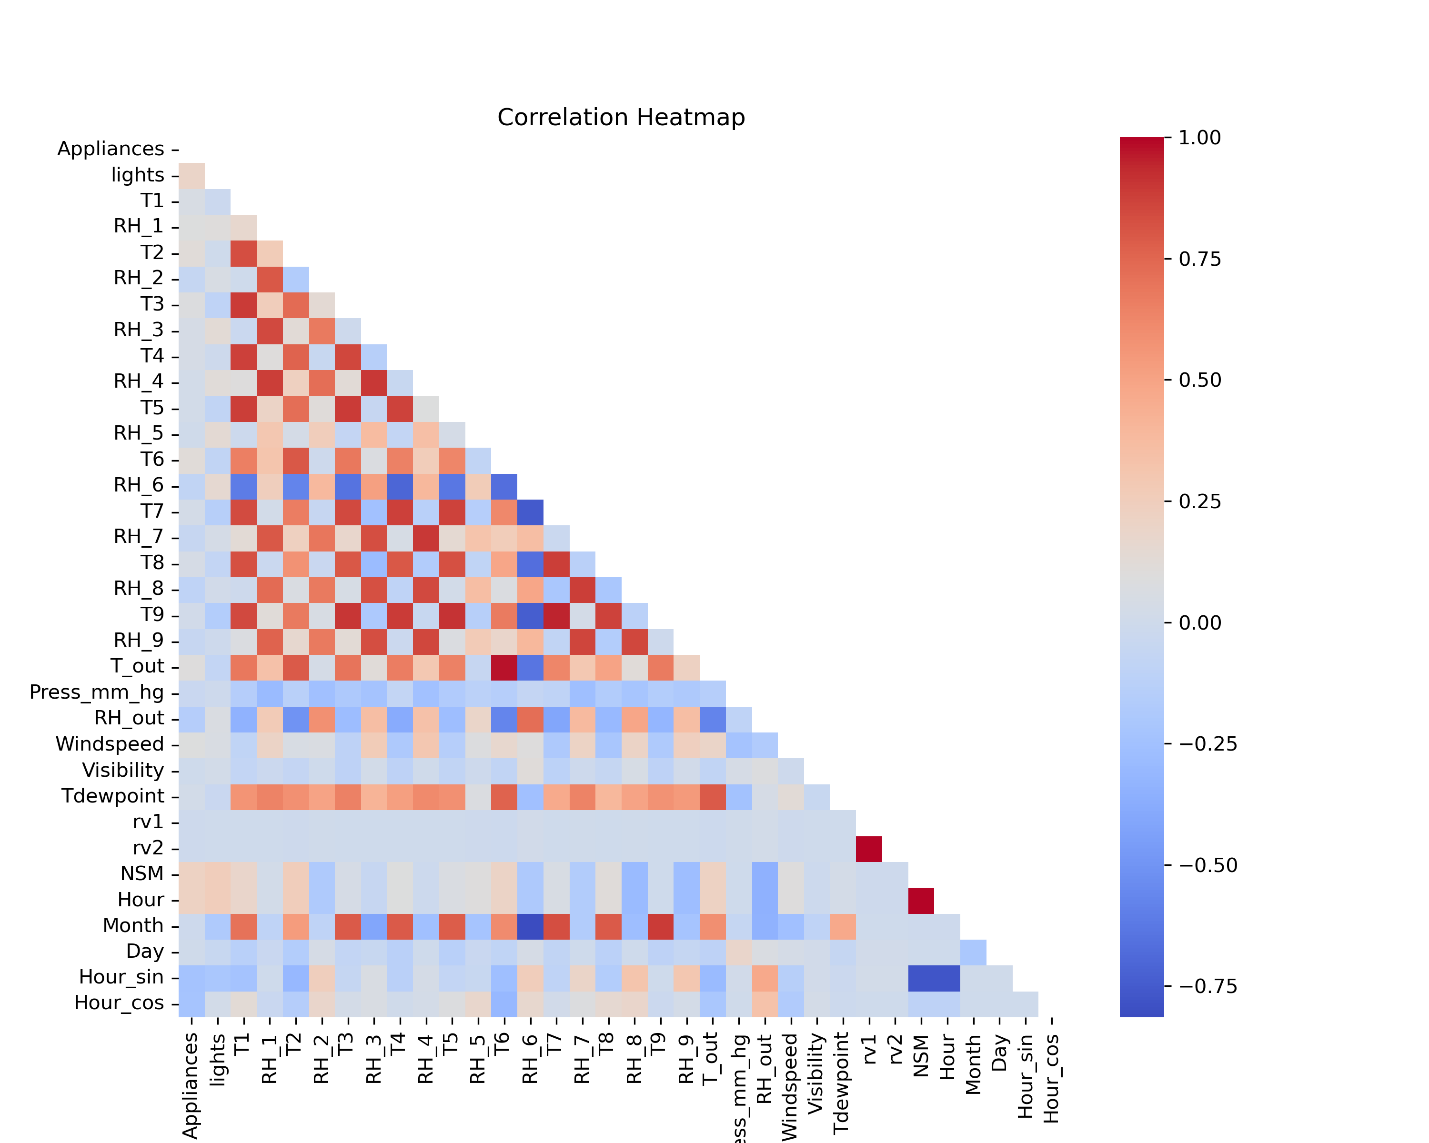 Correlation Heatmap
Appliances
lights
T1
RH_1
T2
RH_2
T3
RH_3
T4
RH_4
T5
RH_5
T6
RH_6
T7
RH_7
T8
RH_8
T9
RH_9
T_out
Press_mm_hg
RH_out
Windspeed
Visibility
Tdewpoint
rv1
rv2
NSM
Hour
Month
Day
Hour_sin
Hour_cos
Appliances
lights
T1
RH_1
T2
RH_2
T3
RH_3
T4
RH_4
T5
RH_5
T6
RH_6
T7
RH_7
T8
RH_8
T9
RH_9
T_out
ess_mm_hg
RH_out
Windspeed
Visibility
Tdewpoint
rv1
rv2
NSM
Hour
Month
Day
Hour_sin
Hour_cos
1.00
0.75
0.50
0.25
0.00
−0.25
−0.50
−0.75